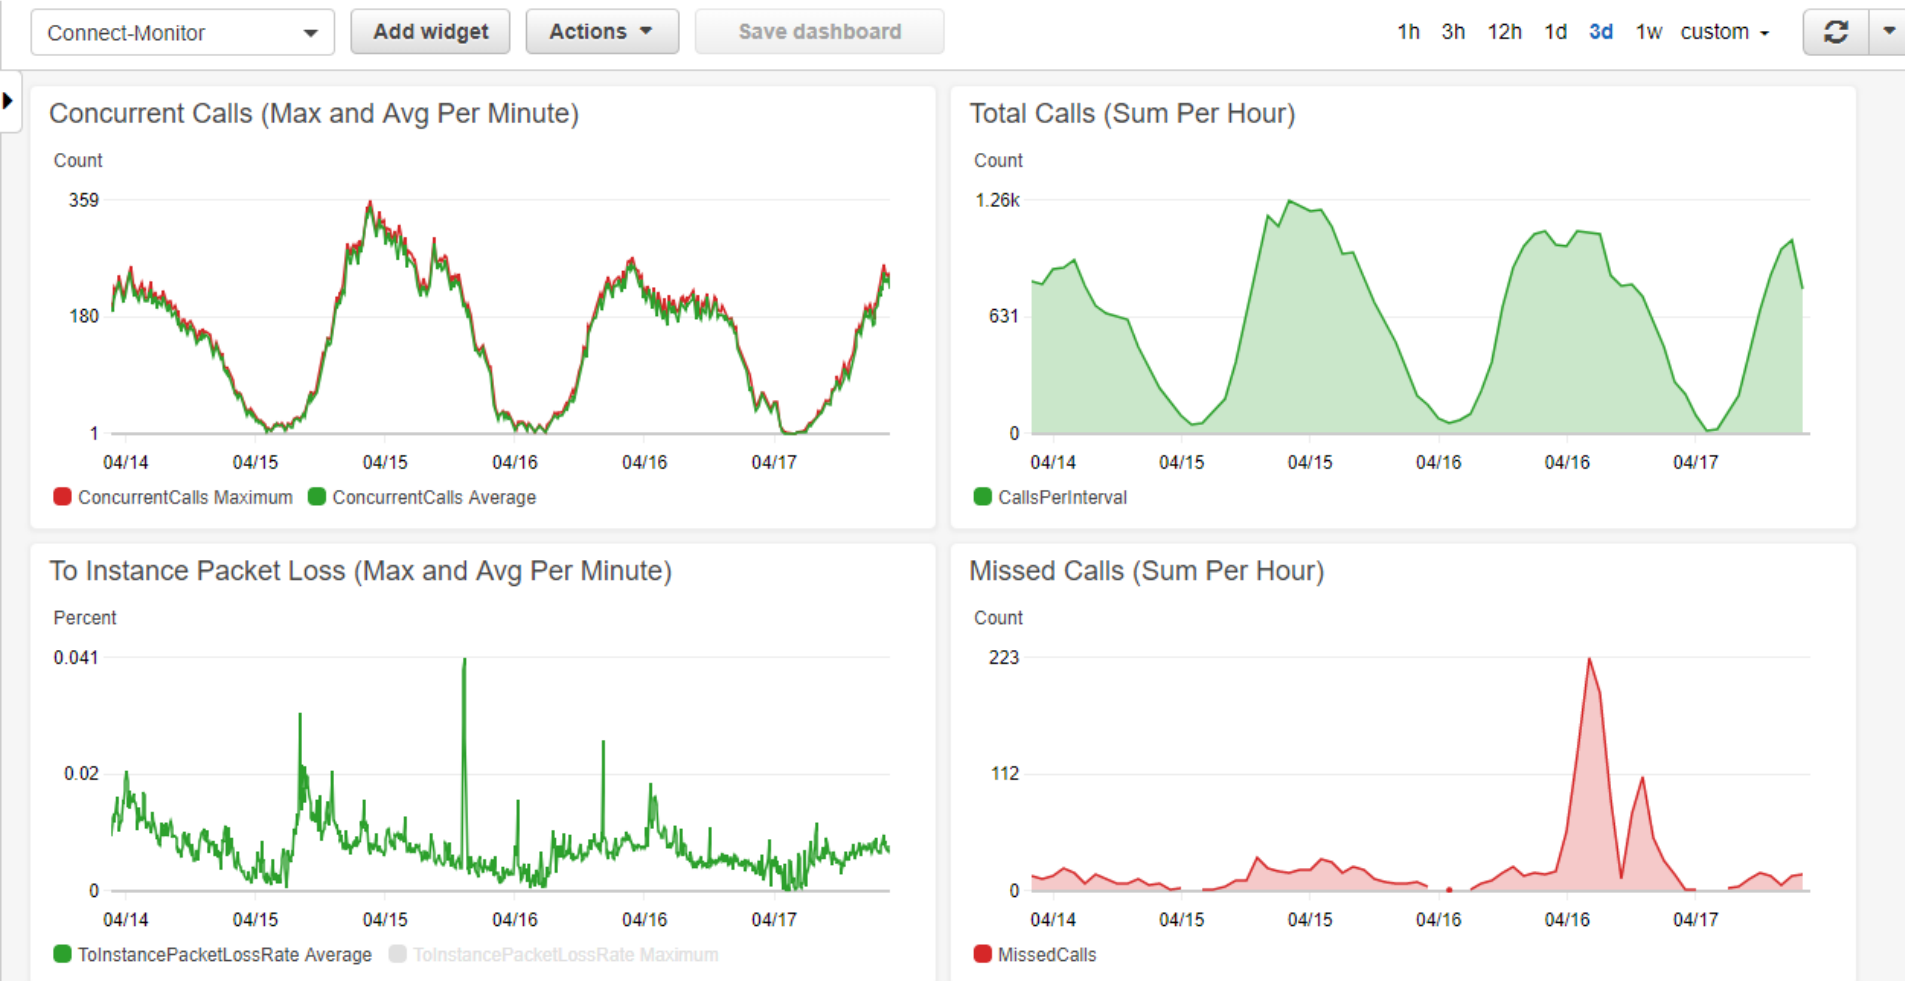 Connect-Monitor Add widget Actions Save dashboard 1h 3h 12h 1d 3d 1w custom
Concurrent Calls (Max and Avg Per Minute)
Count
359
180
1
04/14 04/15 04/15 04/16 04/16 04/17
ConcurrentCalls Maximum ConcurrentCalls Average
Total Calls (Sum Per Hour)
Count
1.26k
631
0
04/14 04/15 04/15 04/16 04/16 04/17
CallsPerInterval
To Instance Packet Loss (Max and Avg Per Minute)
Percent
0.041
0.02
0
04/14 04/15 04/15 04/16 04/16 04/17
ToInstancePacketLossRate Average ToInstancePacketLossRate Maximum
Missed Calls (Sum Per Hour)
Count
223
112
0
04/14 04/15 04/15 04/16 04/16 04/17
MissedCalls